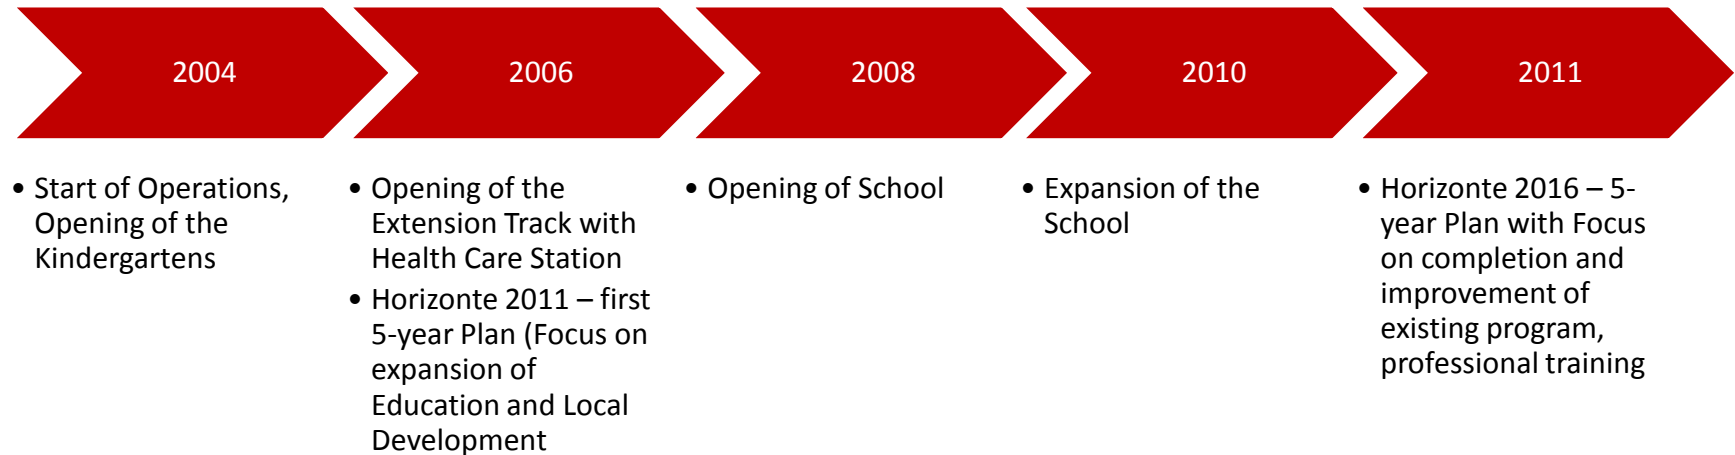 2004
2006
2008
2010
2011
• Start of Operations,
Opening of the
Kindergartens
• Opening of the
Extension Track with
Health Care Station
• Horizonte 2011 – first
5-year Plan (Focus on
expansion of
Education and Local
Development
• Opening of School
• Expansion of the
School
• Horizonte 2016 – 5-
year Plan with Focus
on completion and
improvement of
existing program,
professional training